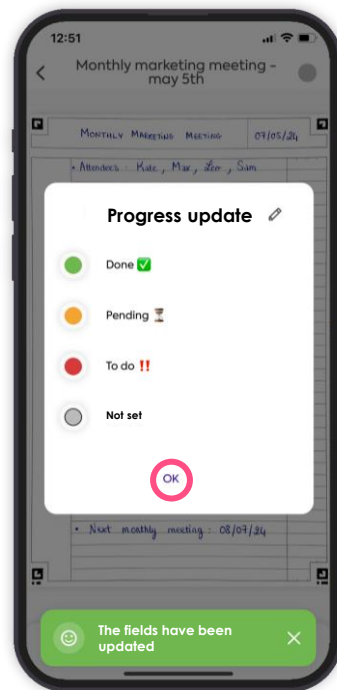 12:51
Monthly marketing meeting -
may 5th
Monthly Marketing Meeting 07/05/24
• Attendees : Kate, Max, Leo, Sam
Progress update
Done ✅
Pending ⏳
To do ‼️
Not set
OK
• Next monthly meeting : 08/07/24
The fields have been
updated